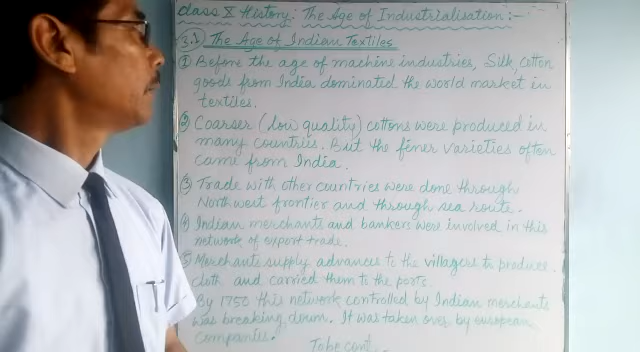 Class X History: The Age of Industrialisation:-
3.1 The Age of Indian Textiles
① Before the age of machine industries, Silk, cotton
goods from India dominated the world market in
textiles.
② Coarser (low quality) cottons were produced in
many countries. But the finer varieties often
came from India.
③ Trade with other countries were done through
North west frontier and through sea route.
④ Indian merchants and bankers were involved in this
network of export trade.
⑤ Merchants supply advances to the villagers to produce
cloth and carried them to the ports.
By 1750 this network controlled by Indian merchants
was breaking down. It was taken over by european
companies.
To be cont.